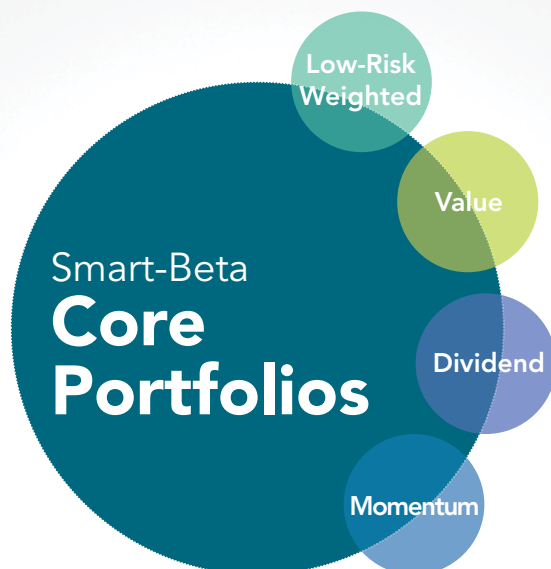 Low-Risk
Weighted
Value
Smart-Beta
Core
Portfolios
Dividend
Momentum